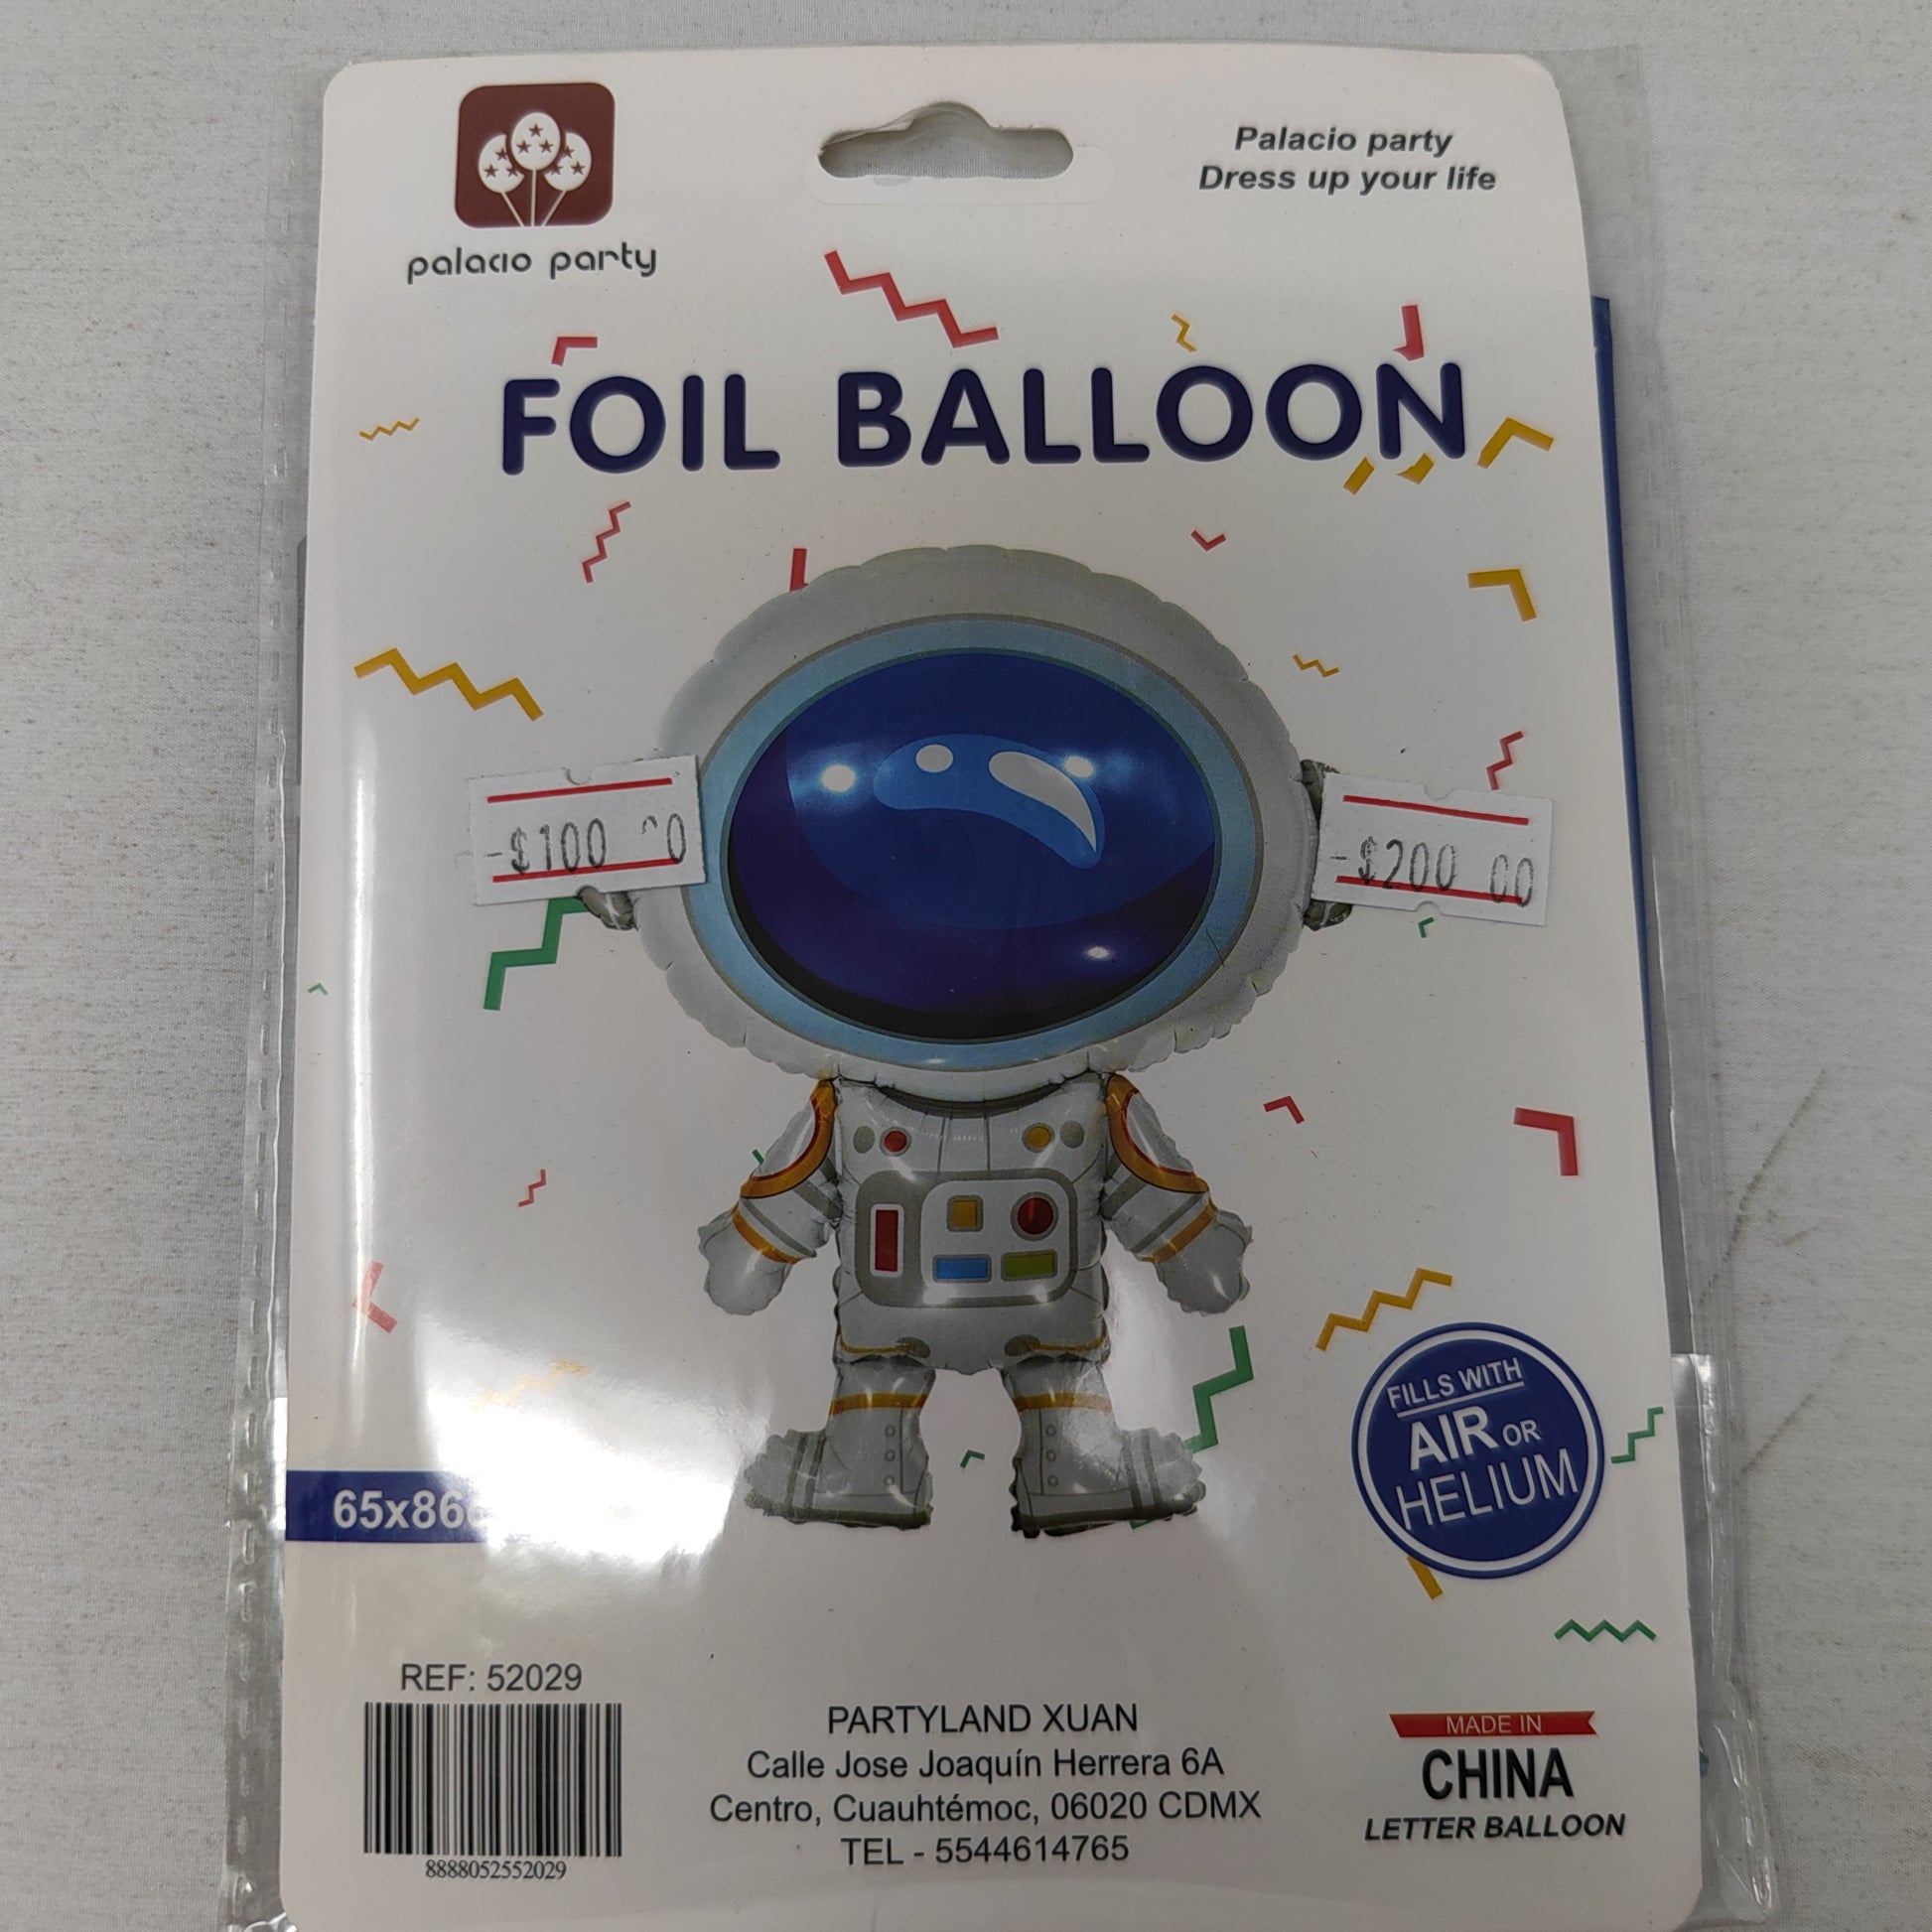 palacio party
Palacio party
Dress up your life
FOIL BALLOON
-$100 00
-$200 00
FILLS WITH
AIR OR
HELIUM
65x86
REF: 52029
8888052552029
PARTYLAND XUAN
Calle Jose Joaquín Herrera 6A
Centro, Cuauhtémoc, 06020 CDMX
TEL - 5544614765
MADE IN
CHINA
LETTER BALLOON